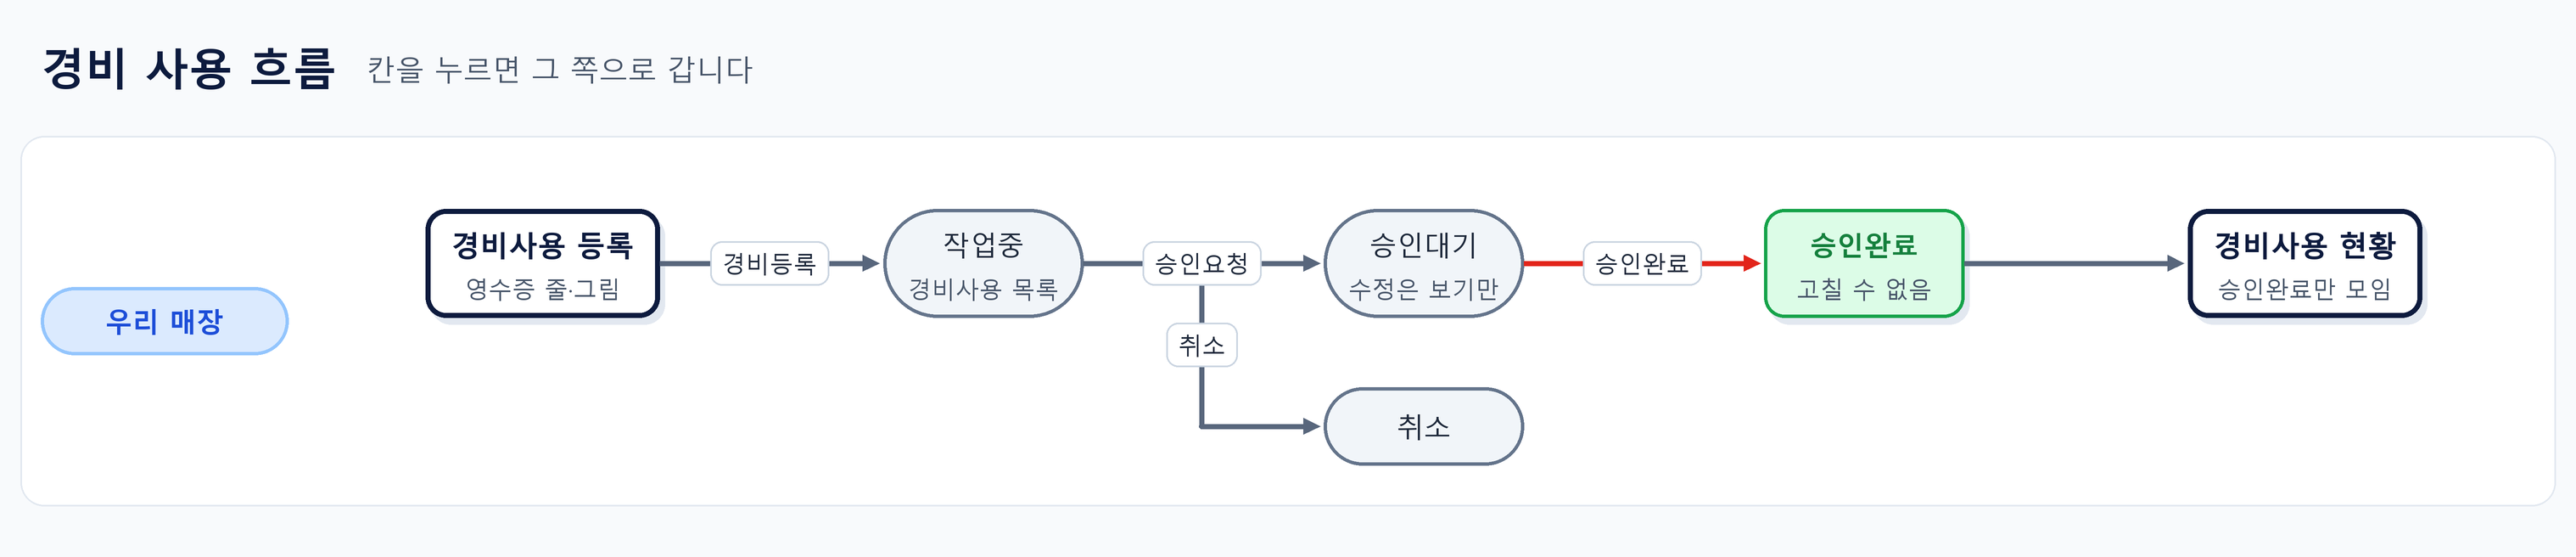 경비 사용 흐름
칸을 누르면 그 쪽으로 갑니다
우리 매장
경비사용 등록
영수증 줄·그림
경비등록
작업중
경비사용 목록
승인요청
취소
승인대기
수정은 보기만
취소
승인완료
승인완료
고칠 수 없음
경비사용 현황
승인완료만 모임